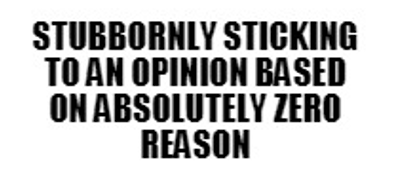 STUBBORNLY STICKING
TO AN OPINION BASED
ON ABSOLUTELY ZERO
REASON